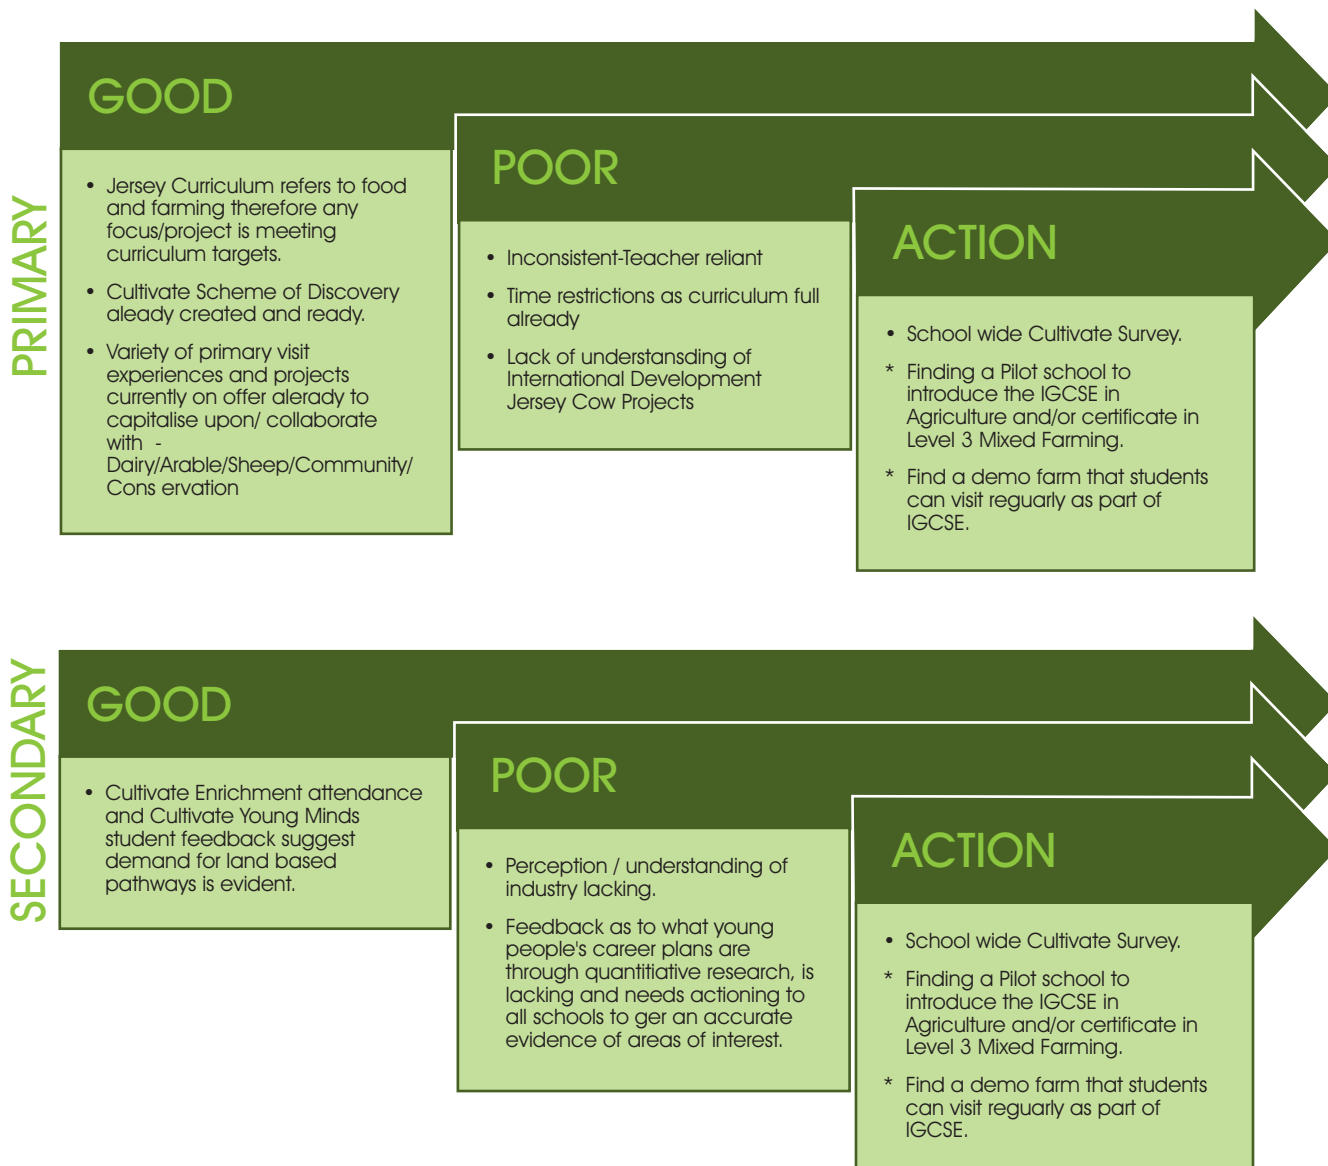 PRIMARY
GOOD
• Jersey Curriculum refers to food
and farming therefore any
focus/project is meeting
curriculum targets.
• Cultivate Scheme of Discovery
aleady created and ready.
• Variety of primary visit
experiences and projects
currently on offer alerady to
capitalise upon/ collaborate
with -
Dairy/Arable/Sheep/Community/
Cons ervation
POOR
• Inconsistent-Teacher reliant
• Time restrictions as curriculum full
already
• Lack of understansding of
International Development
Jersey Cow Projects
ACTION
• School wide Cultivate Survey.
* Finding a Pilot school to
introduce the IGCSE in
Agriculture and/or certificate in
Level 3 Mixed Farming.
* Find a demo farm that students
can visit reguarly as part of
IGCSE.
SECONDARY
GOOD
• Cultivate Enrichment attendance
and Cultivate Young Minds
student feedback suggest
demand for land based
pathways is evident.
POOR
• Perception / understanding of
industry lacking.
• Feedback as to what young
people's career plans are
through quantitiative research, is
lacking and needs actioning to
all schools to ger an accurate
evidence of areas of interest.
ACTION
• School wide Cultivate Survey.
* Finding a Pilot school to
introduce the IGCSE in
Agriculture and/or certificate in
Level 3 Mixed Farming.
* Find a demo farm that students
can visit reguarly as part of
IGCSE.